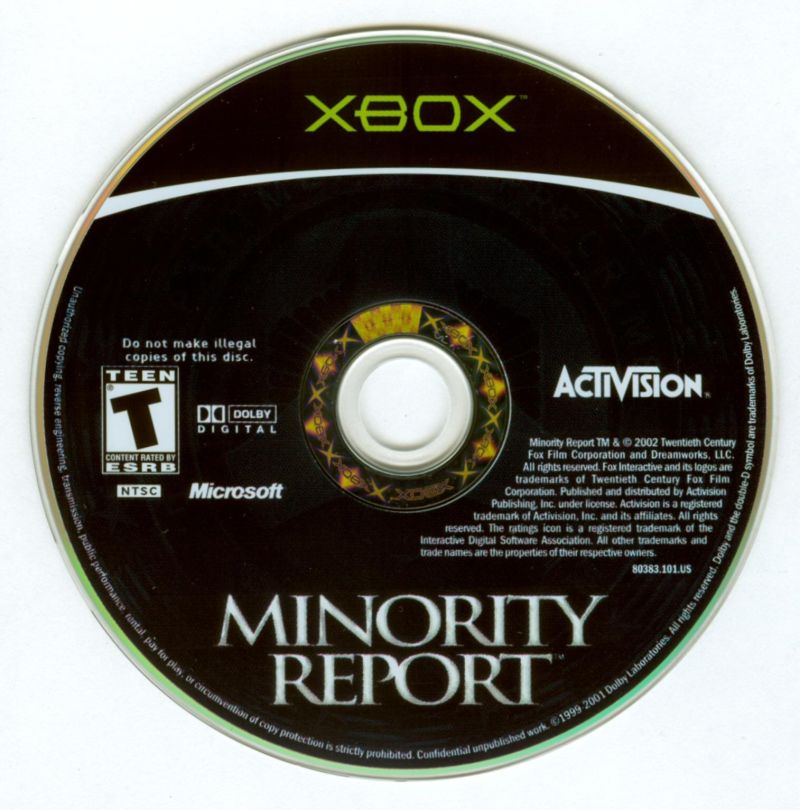 XBOX™
Do not make illegal
copies of this disc.
TEEN
T
®
CONTENT RATED BY
ESRB
DOLBY
DIGITAL
NTSC
Microsoft
XBOX
ACTIVISION®
Minority Report TM & © 2002 Twentieth Century
Fox Film Corporation and Dreamworks, LLC.
All rights reserved. Fox Interactive and its logos are
trademarks of Twentieth Century Fox Film
Corporation. Published and distributed by Activision
Publishing, Inc. under license. Activision is a registered
trademark of Activision, Inc. and its affiliates. All rights
reserved. The ratings icon is a registered trademark of the
Interactive Digital Software Association. All other trademarks and
trade names are the properties of their respective owners.
80383.101.US
MINORITY
REPORT™
Unauthorized copying, reverse engineering, transmission, public performance, rental, pay for play, or circumvention of copy protection is strictly prohibited. Confidential unpublished work. ©1999-2001 Dolby Laboratories. All rights reserved. Dolby and the double-D symbol are trademarks of Dolby Laboratories.